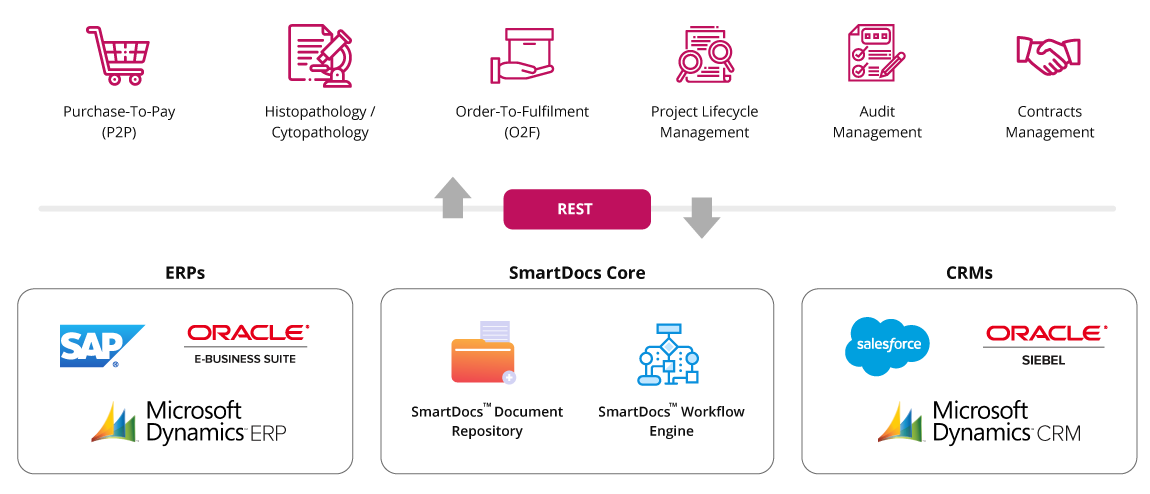 Purchase-To-Pay
(P2P)
Histopathology /
Cytopathology
Order-To-Fulfilment
(O2F)
Project Lifecycle
Management
Audit
Management
Contracts
Management
REST
ERPs
SAP®
ORACLE®
E-BUSINESS SUITE
Microsoft
Dynamics™ ERP
SmartDocs Core
SmartDocs™ Document
Repository
SmartDocs™ Workflow
Engine
CRMs
salesforce
ORACLE®
SIEBEL
Microsoft
Dynamics™ CRM